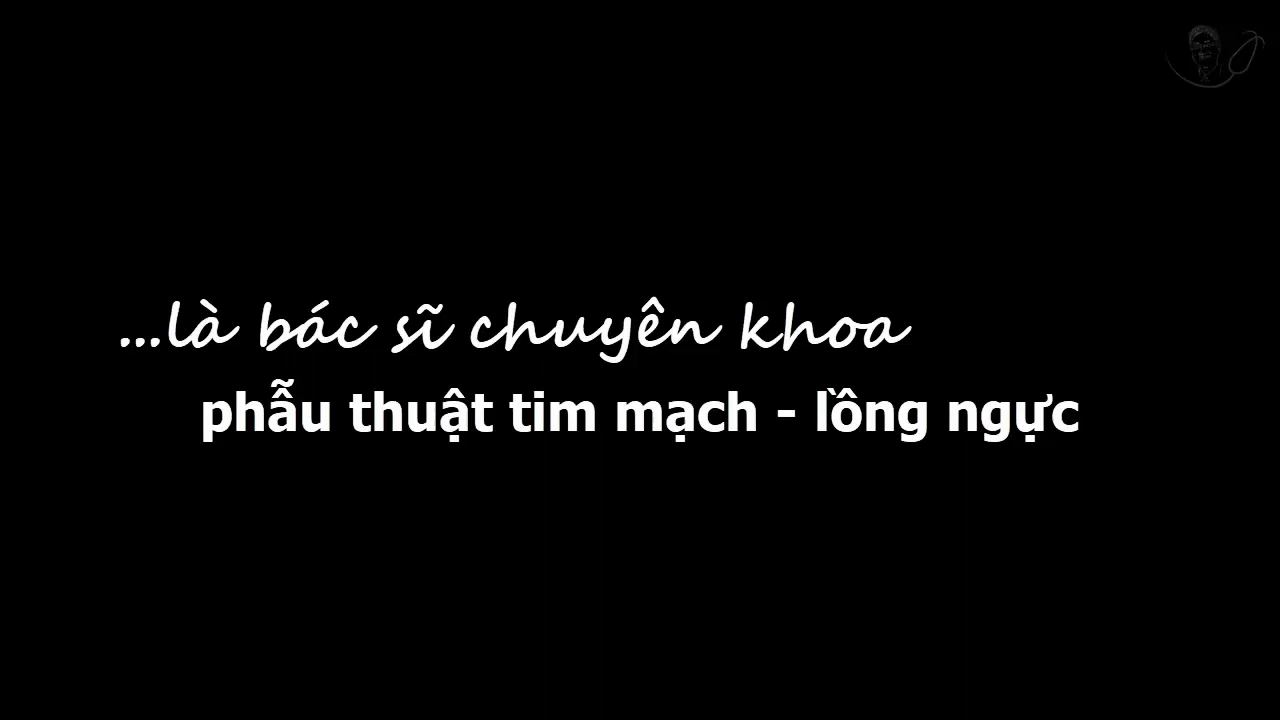 ...là bác sĩ chuyên khoa
phẫu thuật tim mạch - lồng ngực